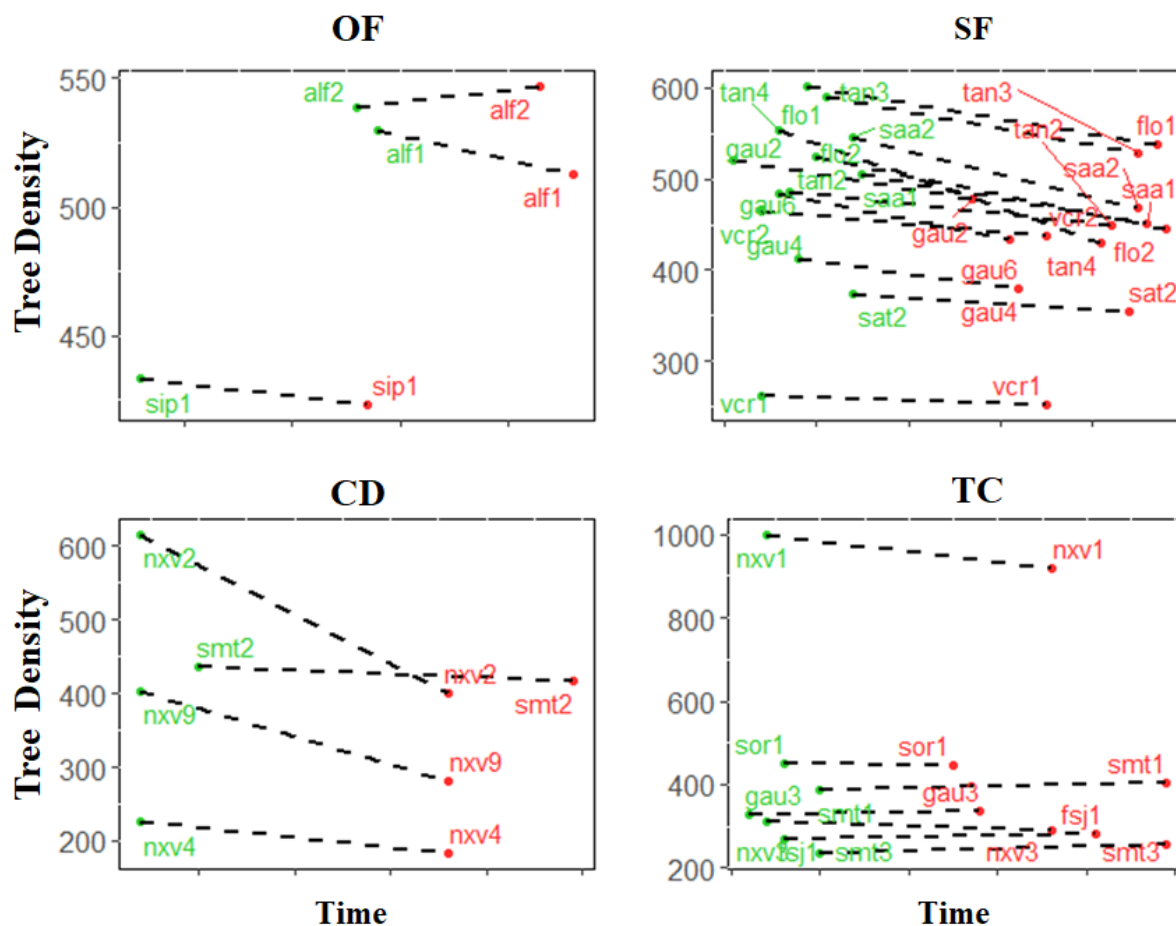 OF
SF
Tree Density
550
500
450
alf2
alf2
alf1
alf1
sip1
sip1
600
500
400
300
tan4
tan3
tan3
flo1
flo1
tan2
saa2
gau2
flo2
saa2
tan2
saa1
saa1
gau6
vcr2
gau2
vcr2
flo2
gau4
gau6
tan4
gau4
sat2
sat2
vcr1
vcr1
CD
TC
Tree Density
600
500
400
300
200
nxv2
smt2
nxv2
smt2
nxv9
nxv9
nxv4
nxv4
1000
800
600
400
200
nxv1
nxv1
sor1
sor1
smt1
gau3
gau3
smt1
fsj1
nxv3
fsj1
smt3
nxv3
smt3
Time
Time